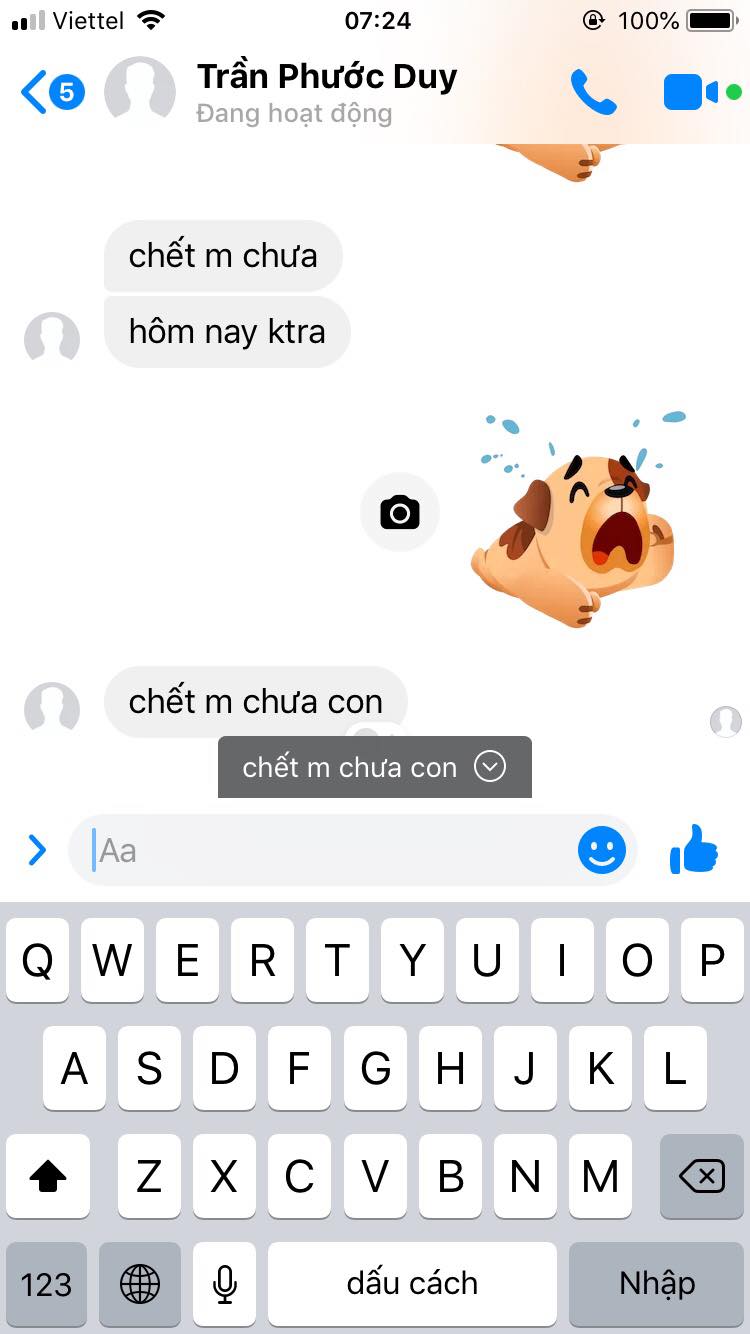 Viettel 07:24 100%
5 Trần Phước Duy
Đang hoạt động
chết m chưa
hôm nay ktra
chết m chưa con
chết m chưa con
Aa
Q W E R T Y U I O P
A S D F G H J K L
Z X C V B N M
123 dấu cách Nhập